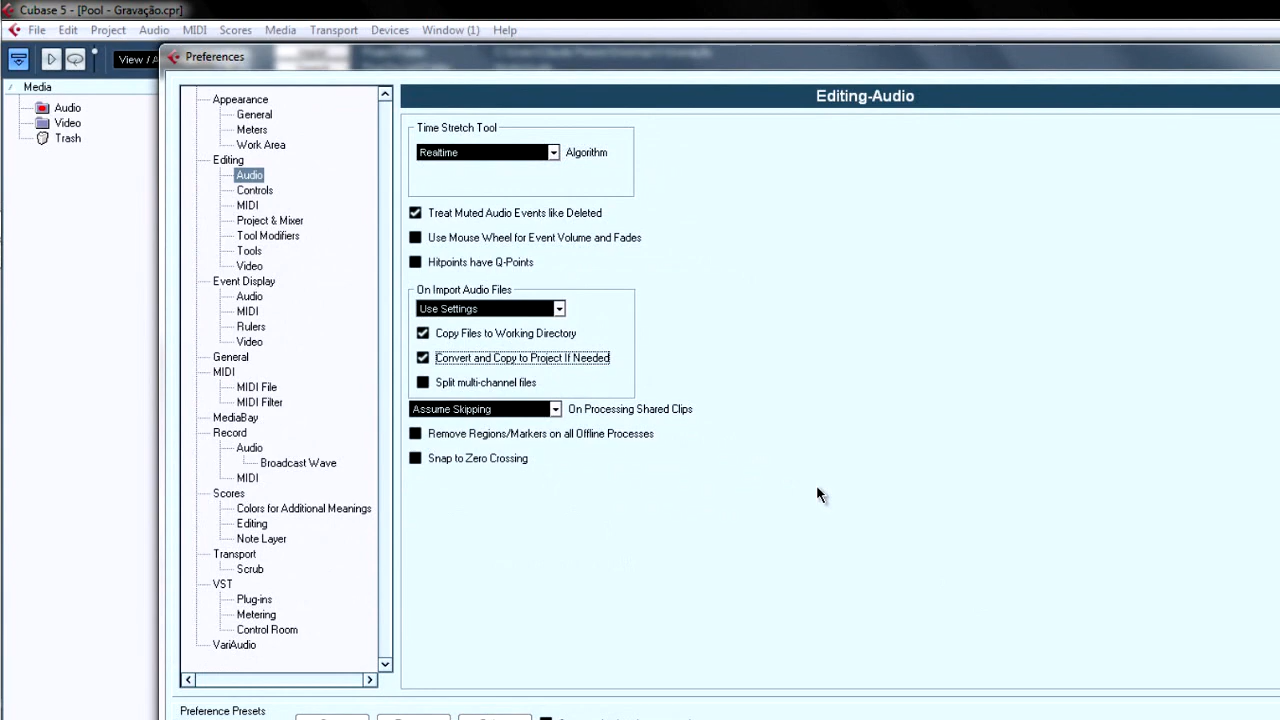 Cubase 5 - [Pool - Gravação.cpr]
File Edit Project Audio MIDI Scores Media Transport Devices Window (1) Help
View / A
Preferences
Media
Audio
Video
Trash
Appearance
General
Meters
Work Area
Editing
Audio
Controls
MIDI
Project & Mixer
Tool Modifiers
Tools
Video
Event Display
Audio
MIDI
Rulers
Video
General
MIDI
MIDI File
MIDI Filter
MediaBay
Record
Audio
Broadcast Wave
MIDI
Scores
Colors for Additional Meanings
Editing
Note Layer
Transport
Scrub
VST
Plug-ins
Metering
Control Room
VariAudio
Editing-Audio
Time Stretch Tool
Realtime Algorithm
Treat Muted Audio Events like Deleted
Use Mouse Wheel for Event Volume and Fades
Hitpoints have Q-Points
On Import Audio Files
Use Settings
Copy Files to Working Directory
Convert and Copy to Project If Needed
Split multi-channel files
Assume Skipping On Processing Shared Clips
Remove Regions/Markers on all Offline Processes
Snap to Zero Crossing
Preference Presets